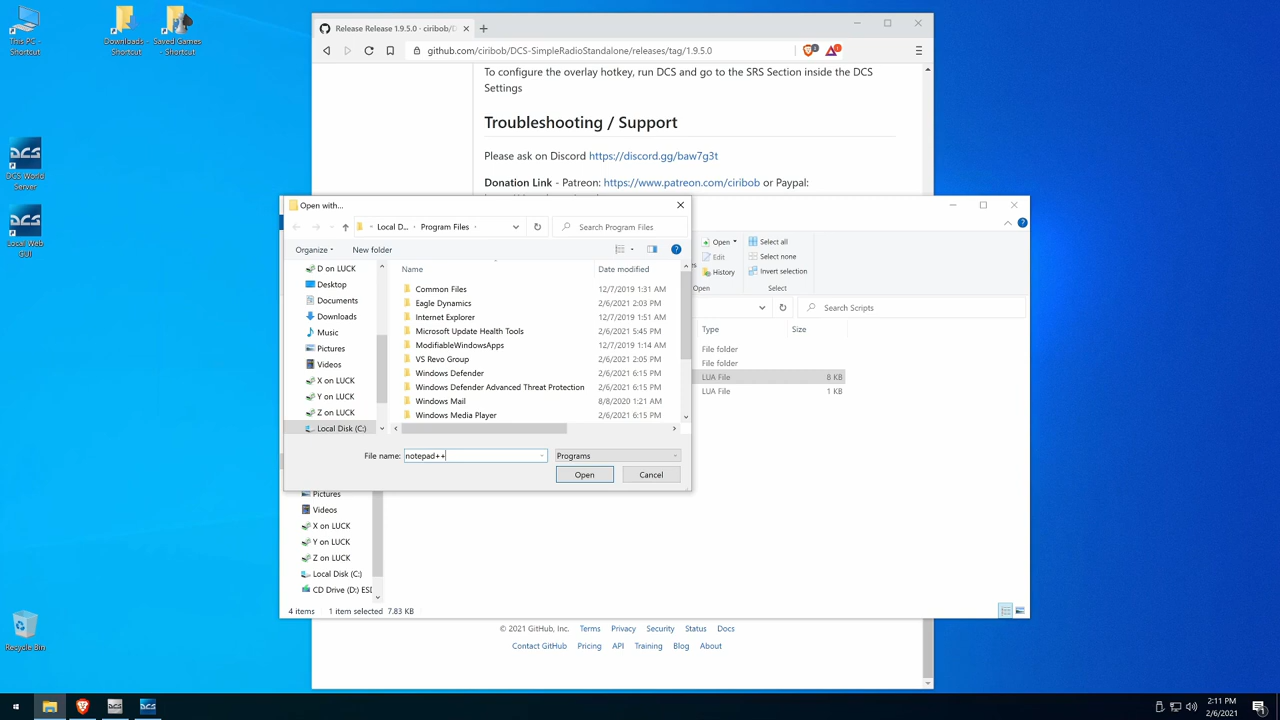 This PC - Shortcut
Downloads - Shortcut
Saved Games - Shortcut
DCS World Server
Local Web GUI
Recycle Bin
Release Release 1.9.5.0 - ciribob/D
github.com/ciribob/DCS-SimpleRadioStandalone/releases/tag/1.9.5.0
To configure the overlay hotkey, run DCS and go to the SRS Section inside the DCS
Settings
Troubleshooting / Support
Please ask on Discord https://discord.gg/baw7g3t
Donation Link - Patreon: https://www.patreon.com/ciribob or Paypal:
Open with...
Local D... Program Files
Search Program Files
Organize
New folder
D on LUCK
Desktop
Documents
Downloads
Music
Pictures
Videos
X on LUCK
Y on LUCK
Z on LUCK
Local Disk (C:)
Name Date modified
Common Files 12/7/2019 1:31 AM
Eagle Dynamics 2/6/2021 2:03 PM
Internet Explorer 12/7/2019 1:51 AM
Microsoft Update Health Tools 2/6/2021 5:45 PM
ModifiableWindowsApps 12/7/2019 1:14 AM
VS Revo Group 2/6/2021 2:05 PM
Windows Defender 2/6/2021 6:15 PM
Windows Defender Advanced Threat Protection 2/6/2021 6:15 PM
Windows Mail 8/8/2020 1:21 AM
Windows Media Player 2/6/2021 6:15 PM
File name: notepad++
Programs
Open
Cancel
Open
Edit
History
Open
Select all
Select none
Invert selection
Select
Search Scripts
Type Size
File folder
File folder
LUA File 8 KB
LUA File 1 KB
Pictures
Videos
X on LUCK
Y on LUCK
Z on LUCK
Local Disk (C:)
CD Drive (D:) ESD
4 items 1 item selected 7.83 KB
© 2021 GitHub, Inc. Terms Privacy Security Status Docs
Contact GitHub Pricing API Training Blog About
2:11 PM
2/6/2021